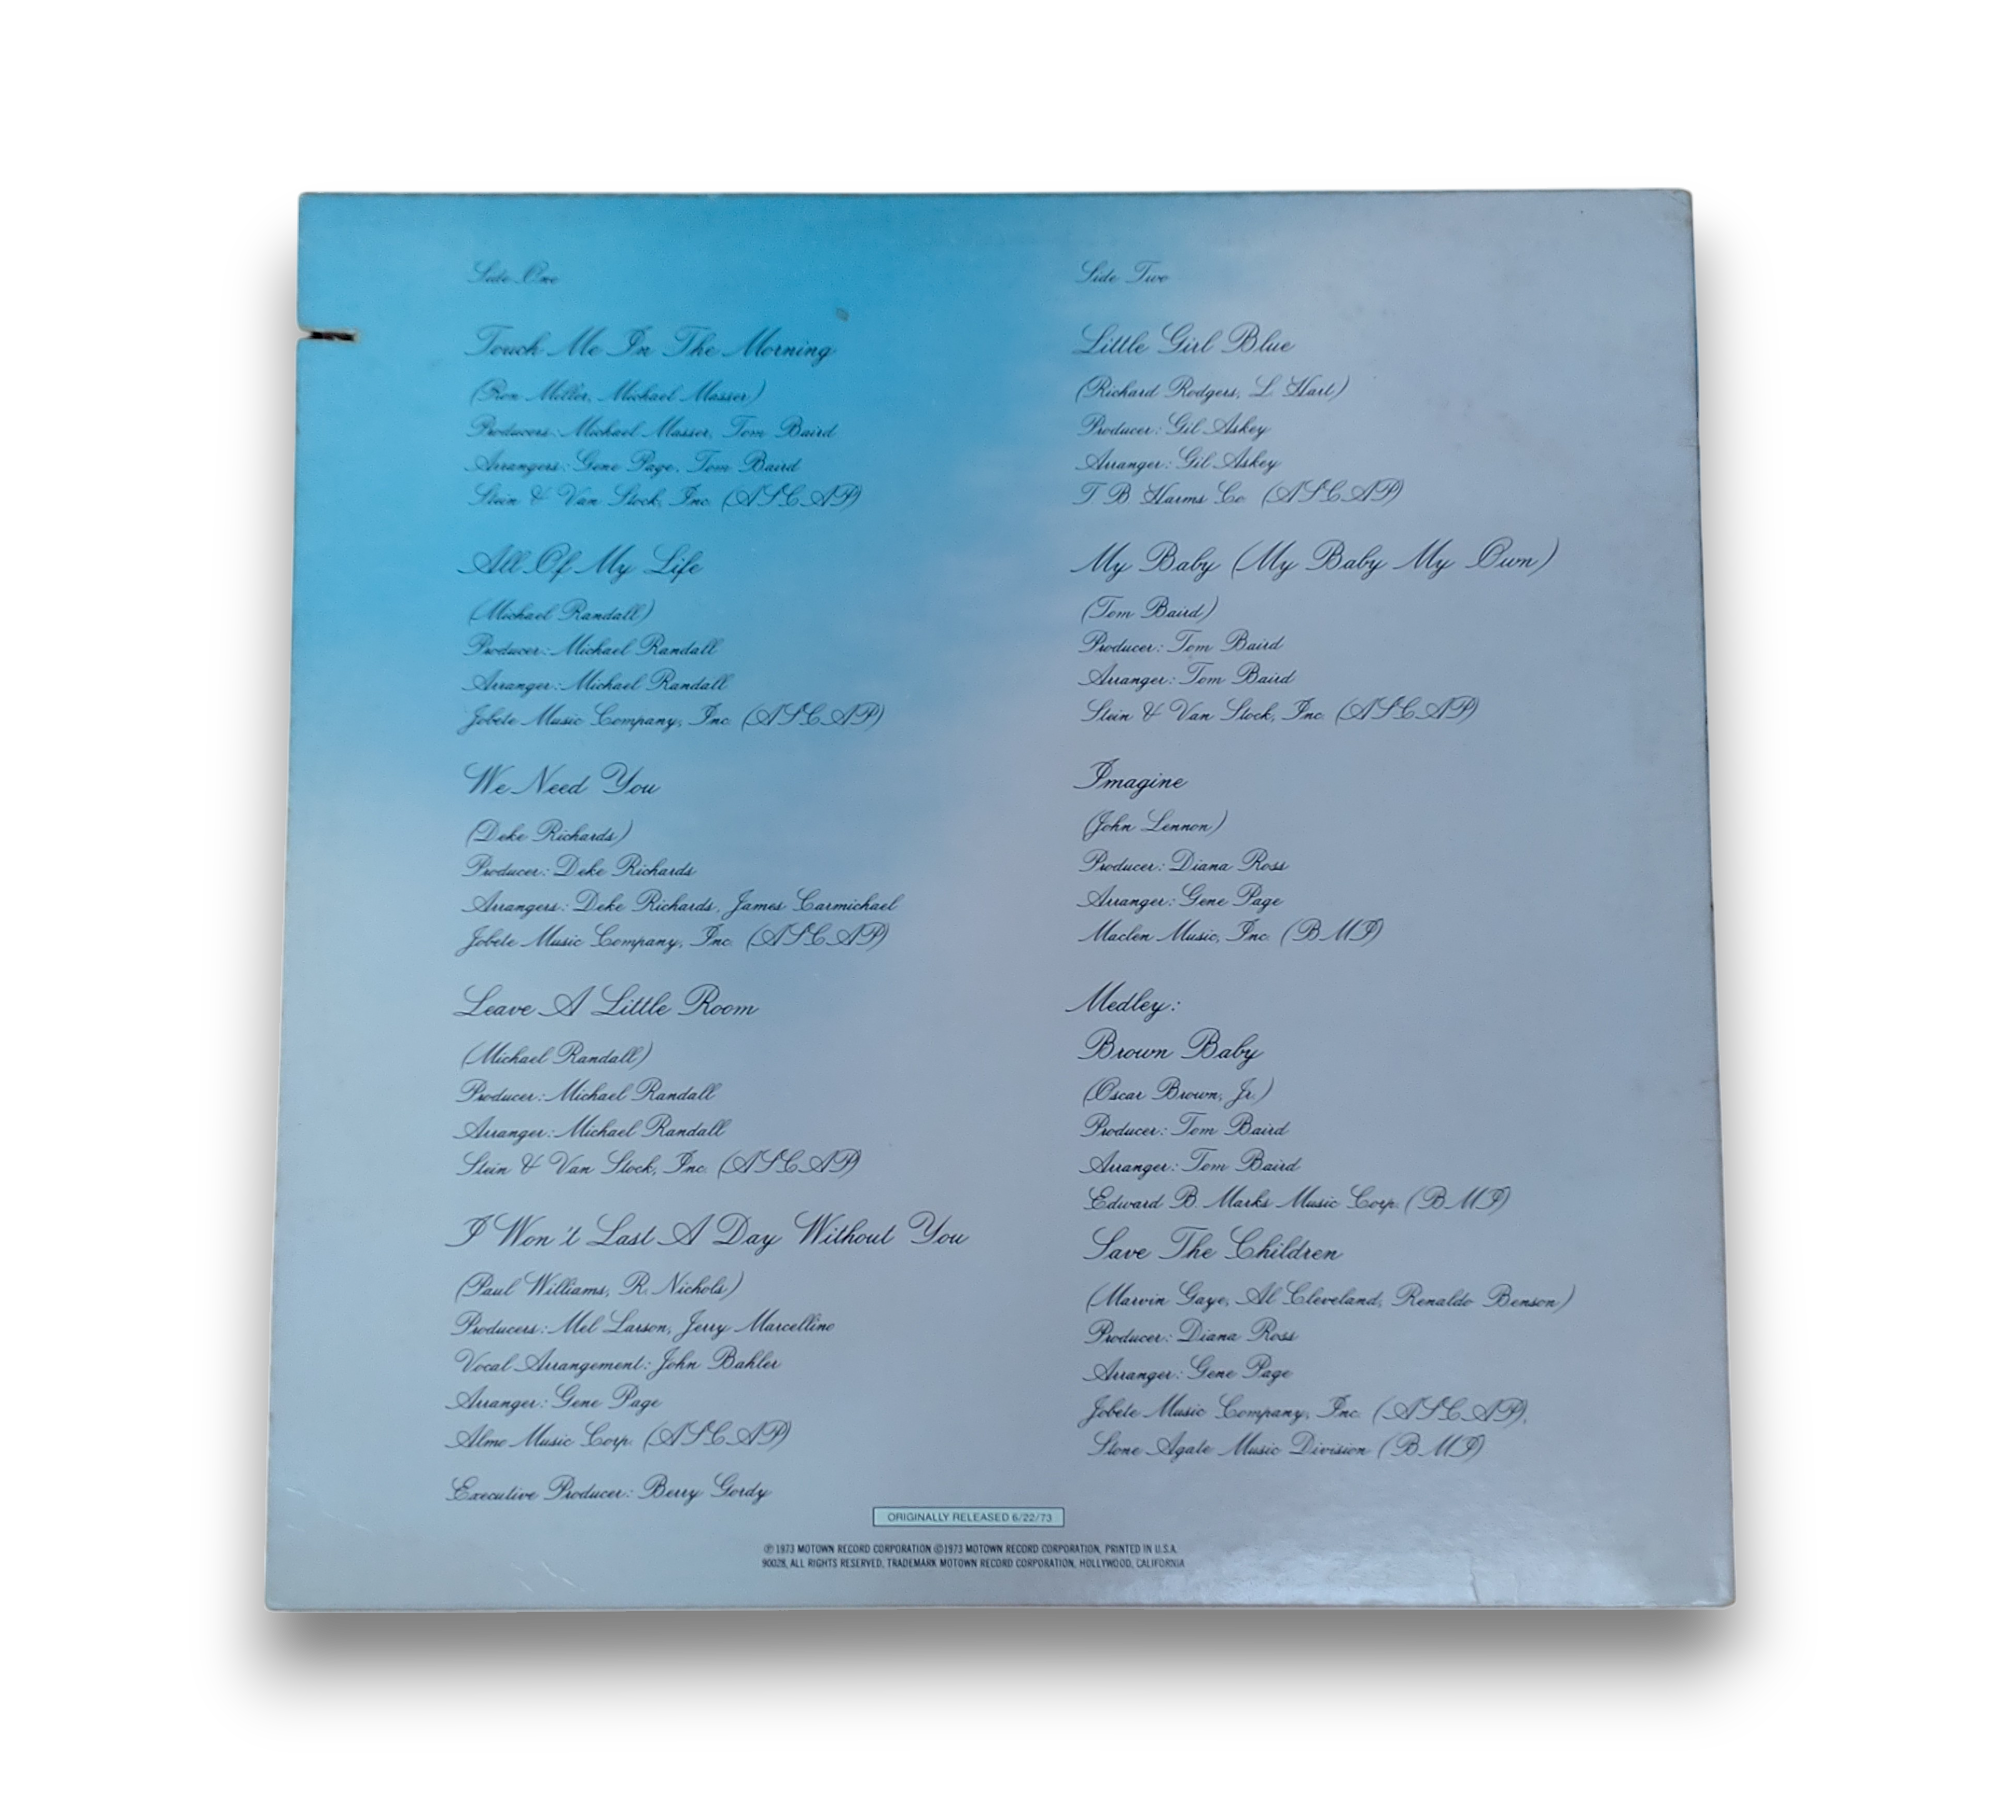 Side One
Touch Me In The Morning
(Ron Miller, Michael Masser)
Producers: Michael Masser, Tom Baird
Arrangers: Gene Page, Tom Baird
Stein & Van Stock, Inc. (ASCAP)
All Of My Life
(Michael Randall)
Producer: Michael Randall
Arranger: Michael Randall
Jobete Music Company, Inc. (ASCAP)
We Need You
(Deke Richards)
Producer: Deke Richards
Arrangers: Deke Richards, James Carmichael
Jobete Music Company, Inc. (ASCAP)
Leave A Little Room
(Michael Randall)
Producer: Michael Randall
Arranger: Michael Randall
Stein & Van Stock, Inc. (ASCAP)
I Won't Last A Day Without You
(Paul Williams, R. Nichols)
Producers: Mel Larson, Jerry Marcellino
Vocal Arrangement: John Bahler
Arranger: Gene Page
Almo Music Corp. (ASCAP)
Executive Producer: Berry Gordy
Side Two
Little Girl Blue
(Richard Rodgers, L. Hart)
Producer: Gil Askey
Arranger: Gil Askey
T. B. Harms Co. (ASCAP)
My Baby (My Baby My Own)
(Tom Baird)
Producer: Tom Baird
Arranger: Tom Baird
Stein & Van Stock, Inc. (ASCAP)
Imagine
(John Lennon)
Producer: Diana Ross
Arranger: Gene Page
Maclen Music, Inc. (BMI)
Medley:
Brown Baby
(Oscar Brown, Jr.)
Producer: Tom Baird
Arranger: Tom Baird
Edward B. Marks Music Corp. (BMI)
Save The Children
(Marvin Gaye, Al Cleveland, Renaldo Benson)
Producer: Diana Ross
Arranger: Gene Page
Jobete Music Company, Inc. (ASCAP),
Stone Agate Music Division (BMI)
ORIGINALLY RELEASED 6/22/73
℗ 1973 MOTOWN RECORD CORPORATION ©1973 MOTOWN RECORD CORPORATION, PRINTED IN U.S.A.
90028, ALL RIGHTS RESERVED, TRADEMARK MOTOWN RECORD CORPORATION, HOLLYWOOD, CALIFORNIA